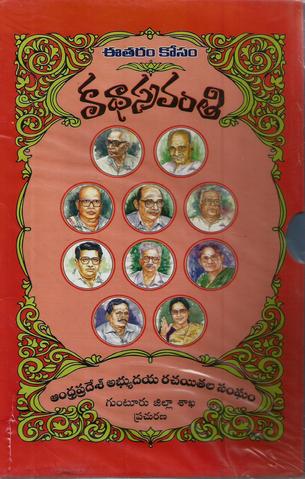 ఈతరం కోసం
కథాస్రవంతి
ఆంధ్రప్రదేశ్ అభ్యుదయ రచయితల సంఘం
గుంటూరు జిల్లా శాఖ
ప్రచురణ